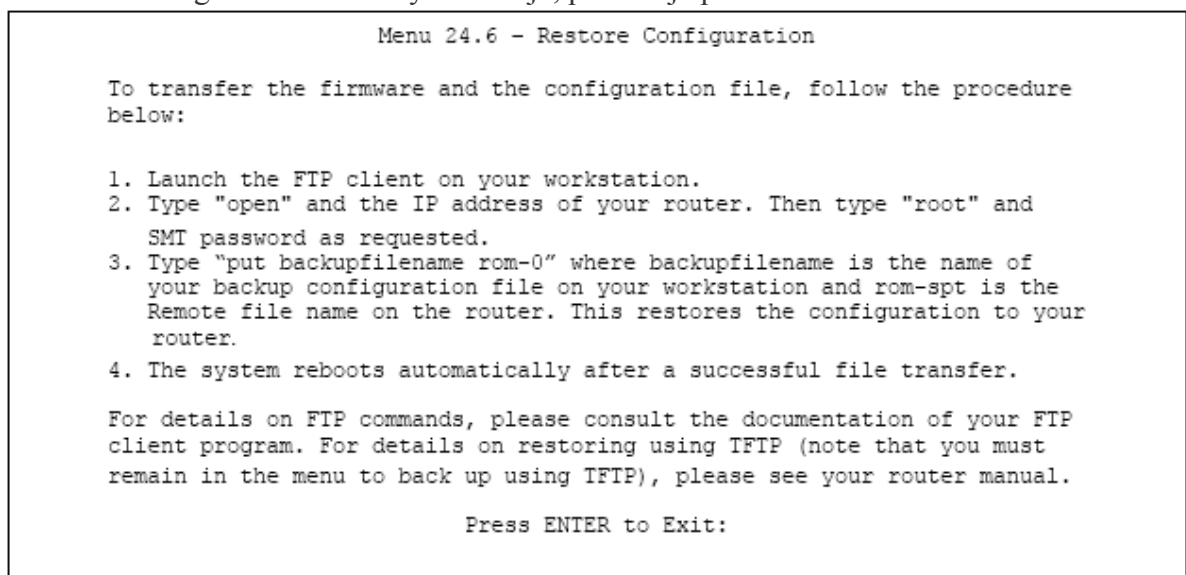 Menu 24.6 – Restore Configuration
To transfer the firmware and the configuration file, follow the procedure
below:
1. Launch the FTP client on your workstation.
2. Type "open" and the IP address of your router. Then type "root" and
SMT password as requested.
3. Type “put backupfilename rom-0” where backupfilename is the name of
your backup configuration file on your workstation and rom-spt is the
Remote file name on the router. This restores the configuration to your
router.
4. The system reboots automatically after a successful file transfer.
For details on FTP commands, please consult the documentation of your FTP
client program. For details on restoring using TFTP (note that you must
remain in the menu to back up using TFTP), please see your router manual.
Press ENTER to Exit: